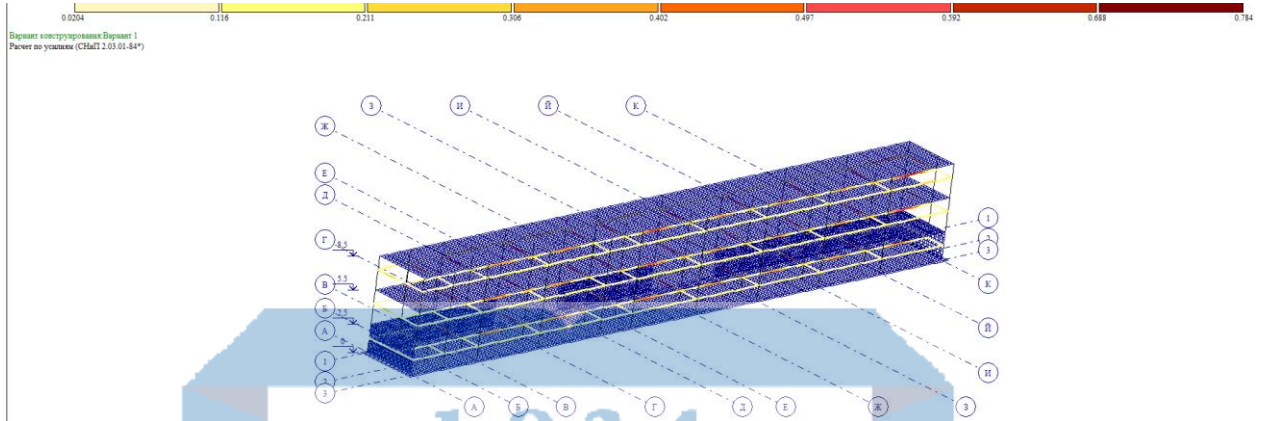 0.0204 0.116 0.211 0.306 0.402 0.497 0.592 0.688 0.784
Вариант конструирования:Вариант 1
Расчет по усилиям (СНиП 2.03.01-84*)
З И Й К
Ж
Е
Д
Г
8.5
В
5.5
Б
А
0
1
2
3
1
2
3
К
Й
И
А Б В Г Д Е Ж З